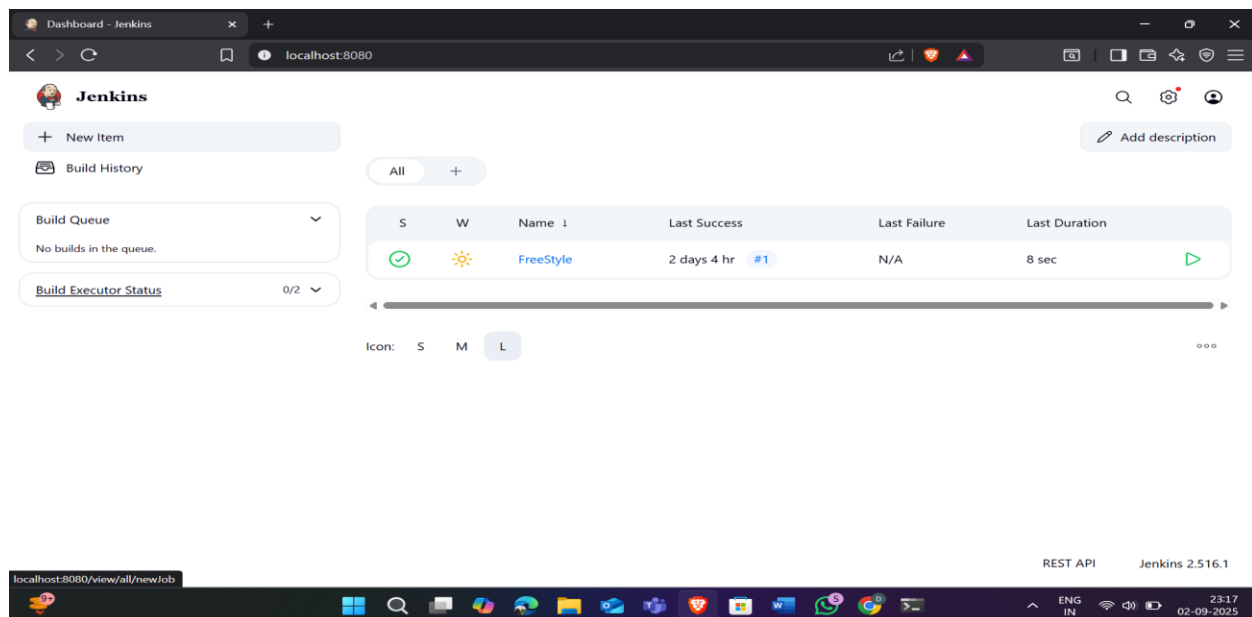 Dashboard - Jenkins
localhost:8080
Jenkins
New Item
Add description
Build History
All
Build Queue
No builds in the queue.
Build Executor Status 0/2
S W Name ↓ Last Success Last Failure Last Duration
FreeStyle 2 days 4 hr #1 N/A 8 sec
Icon: S M L
REST API Jenkins 2.516.1
localhost:8080/view/all/newJob
9+
5
D
ENG
IN
23:17
02-09-2025